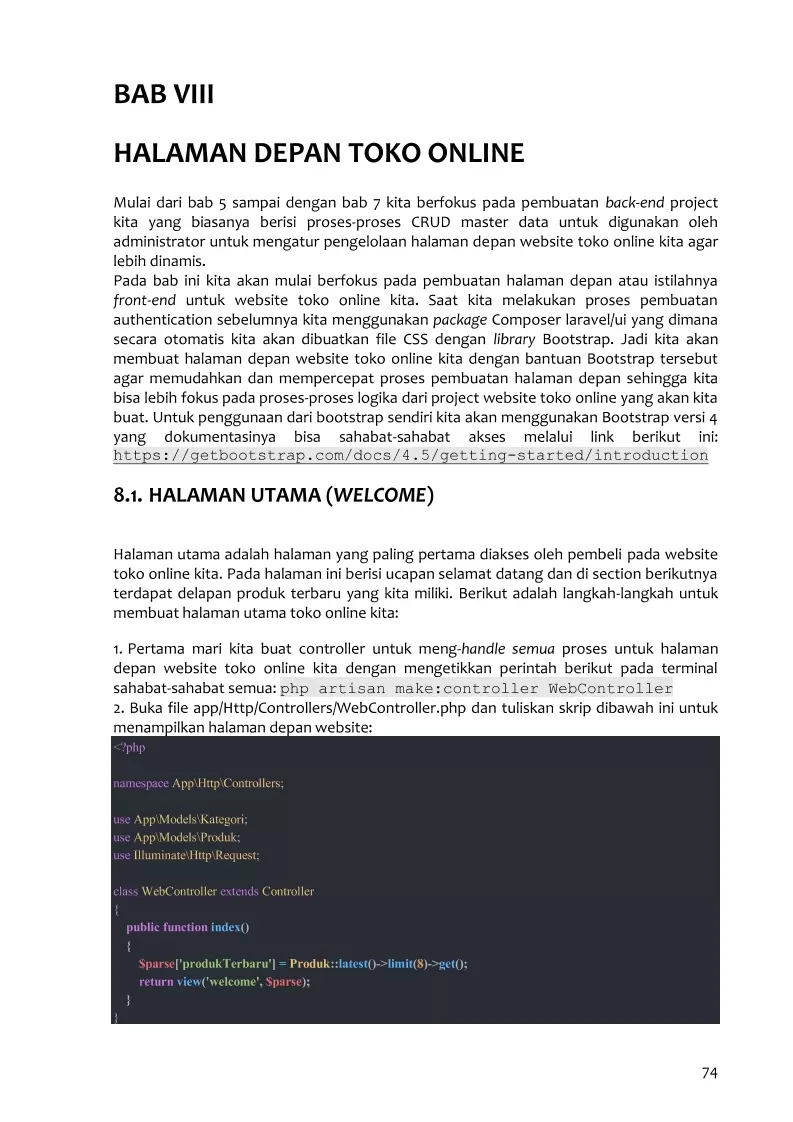 BAB VIII
HALAMAN DEPAN TOKO ONLINE
Mulai dari bab 5 sampai dengan bab 7 kita berfokus pada pembuatan back-end project
kita yang biasanya berisi proses-proses CRUD master data untuk digunakan oleh
administrator untuk mengatur pengelolaan halaman depan website toko online kita agar
lebih dinamis.
Pada bab ini kita akan mulai berfokus pada pembuatan halaman depan atau istilahnya
front-end untuk website toko online kita. Saat kita melakukan proses pembuatan
authentication sebelumnya kita menggunakan package Composer laravel/ui yang dimana
secara otomatis kita akan dibuatkan file CSS dengan library Bootstrap. Jadi kita akan
membuat halaman depan website toko online kita dengan bantuan Bootstrap tersebut
agar memudahkan dan mempercepat proses pembuatan halaman depan sehingga kita
bisa lebih fokus pada proses-proses logika dari project website toko online yang akan kita
buat. Untuk penggunaan dari bootstrap sendiri kita akan menggunakan Bootstrap versi 4
yang dokumentasinya bisa sahabat-sahabat akses melalui link berikut ini:
https://getbootstrap.com/docs/4.5/getting-started/introduction
8.1. HALAMAN UTAMA (WELCOME)
Halaman utama adalah halaman yang paling pertama diakses oleh pembeli pada website
toko online kita. Pada halaman ini berisi ucapan selamat datang dan di section berikutnya
terdapat delapan produk terbaru yang kita miliki. Berikut adalah langkah-langkah untuk
membuat halaman utama toko online kita:
1. Pertama mari kita buat controller untuk meng-handle semua proses untuk halaman
depan website toko online kita dengan mengetikkan perintah berikut pada terminal
sahabat-sahabat semua: php artisan make:controller WebController
2. Buka file app/Http/Controllers/WebController.php dan tuliskan skrip dibawah ini untuk
menampilkan halaman depan website:
<?php
namespace App\Http\Controllers;
use App\Models\Kategori;
use App\Models\Produk;
use Illuminate\Http\Request;
class WebController extends Controller
{
public function index()
{
$parse['produkTerbaru'] = Produk::latest()->limit(8)->get();
return view('welcome', $parse);
}
}
74